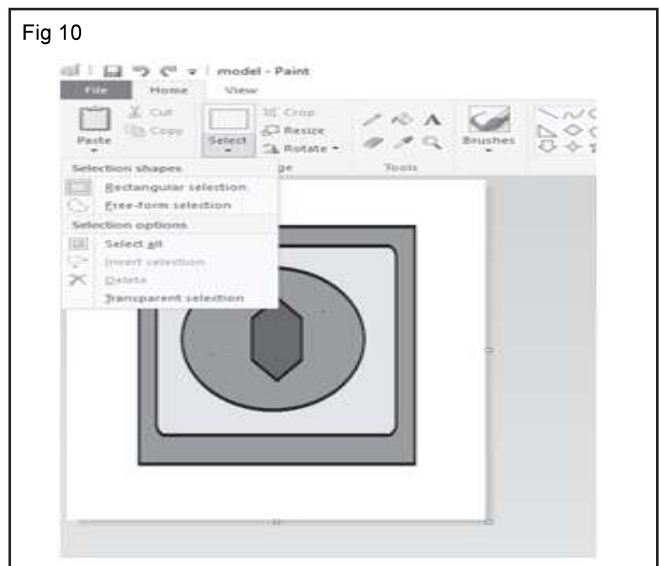 Fig 10
model - Paint
File Home View
Cut
Copy
Paste
Select
Crop
Resize
Rotate
Tools
Brushes
Selection shapes
Rectangular selection
Free-form selection
Selection options
Select all
Invert selection
Delete
Transparent selection